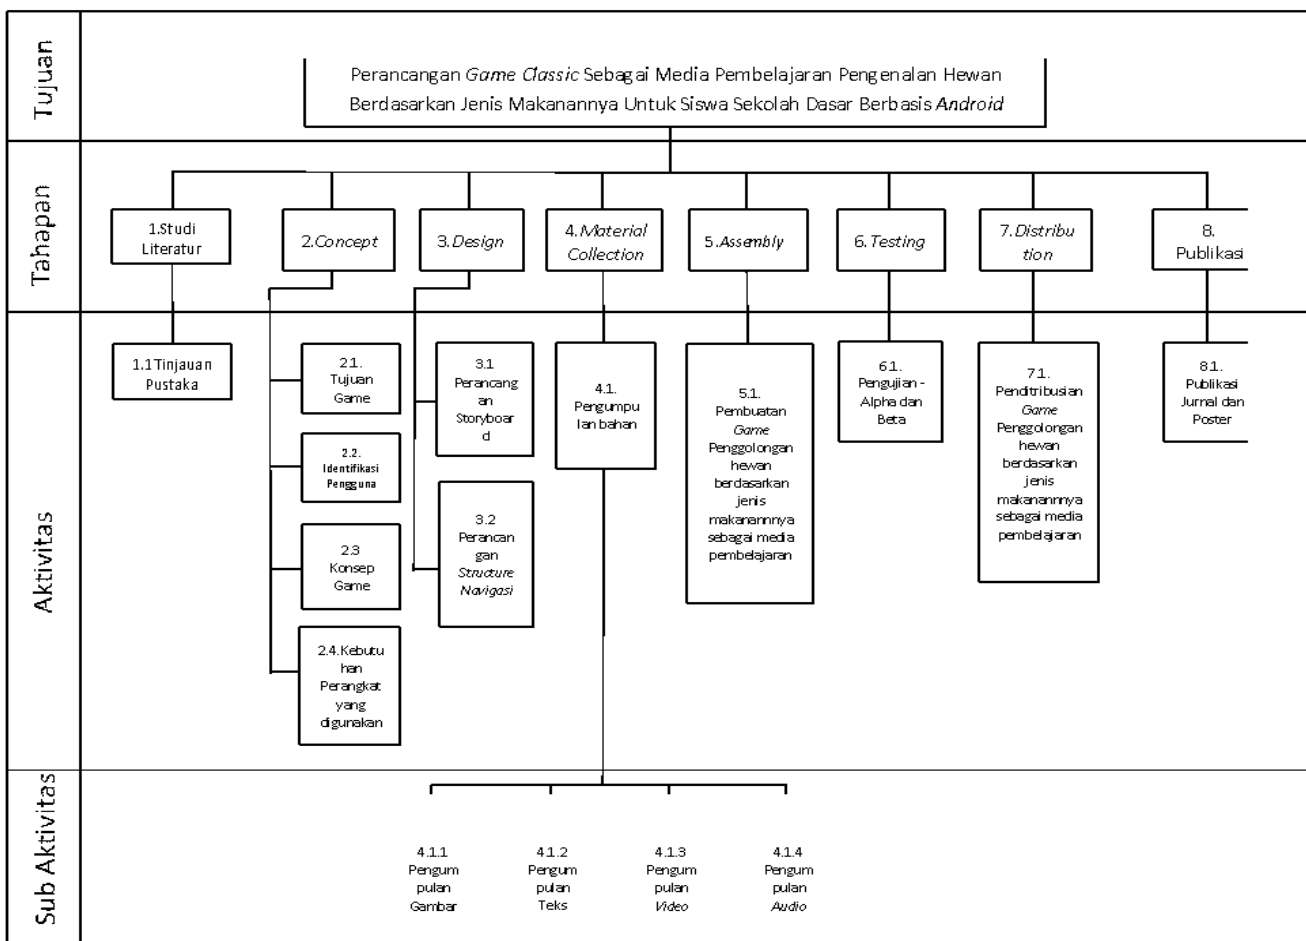 Tujuan
Perancangan Game Classic Sebagai Media Pembelajaran Pengenalan Hewan
Berdasarkan Jenis Makanannya Untuk Siswa Sekolah Dasar Berbasis Android
Tahapan
1.Studi
Literatur
2.Concept
3.Design
4.Material
Collection
5.Assembly
6.Testing
7.Distribu
tion
8.
Publikasi
Aktivitas
1.1Tinjauan
Pustaka
2.1.
Tujuan
Game
2.2.
Identifikasi
Pengguna
2.3
Konsep
Game
2.4.Kebutu
han
Perangkat
yang
digunakan
3.1
Perancang
an
Storyboar
d
3.2
Peranca
ngan
Structure
Navigasi
4.1.
Pengumpu
lan bahan
5.1.
Pembuatan
Game
Penggolongan
hewan
berdasarkan
jenis
makanannnya
sebagai media
pembelajaran
6.1.
Pengujian -
Alpha dan
Beta
7.1.
Penditribusian
Game
Penggolongan
hewan
berdasarkan
jenis
makanannnya
sebagai media
pembelajaran
8.1.
Publikasi
Jurnal dan
Poster
Sub Aktivitas
4.1.1
Pengum
pulan
Gambar
4.1.2
Pengum
pulan
Teks
4.1.3
Pengum
pulan
Video
4.1.4
Pengum
pulan
Audio